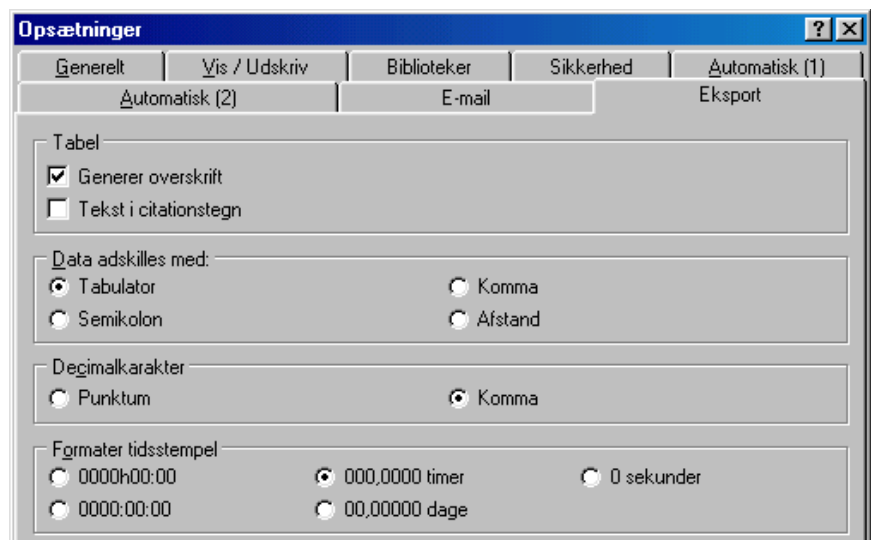 Opsætninger
Generelt Vis / Udskriv Biblioteker Sikkerhed Automatisk (1)
Automatisk (2) E-mail Eksport
Tabel
Generer overskrift
Tekst i citationstegn
Data adskilles med:
Tabulator Komma
Semikolon Afstand
Decimalkarakter
Punktum Komma
Formater tidsstempel
0000h00:00 000,0000 timer 0 sekunder
0000:00:00 00,00000 dage